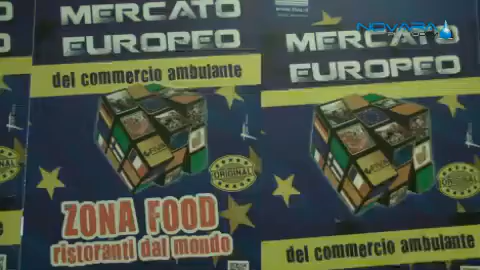 MERCATO
EUROPEO
del commercio ambulante
ORIGINAL
ZONA FOOD
ristoranti dal mondo
NOVARA
MERCATO
EUROPEO
ORIGINAL
del commercio ambulante